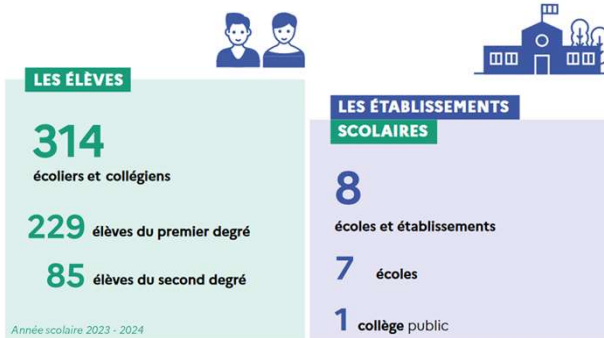 LES ÉLÈVES
314
écoliers et collégiens
229 élèves du premier degré
85 élèves du second degré
Année scolaire 2023 - 2024
LES ÉTABLISSEMENTS
SCOLAIRES
8
écoles et établissements
7 écoles
1 collège public